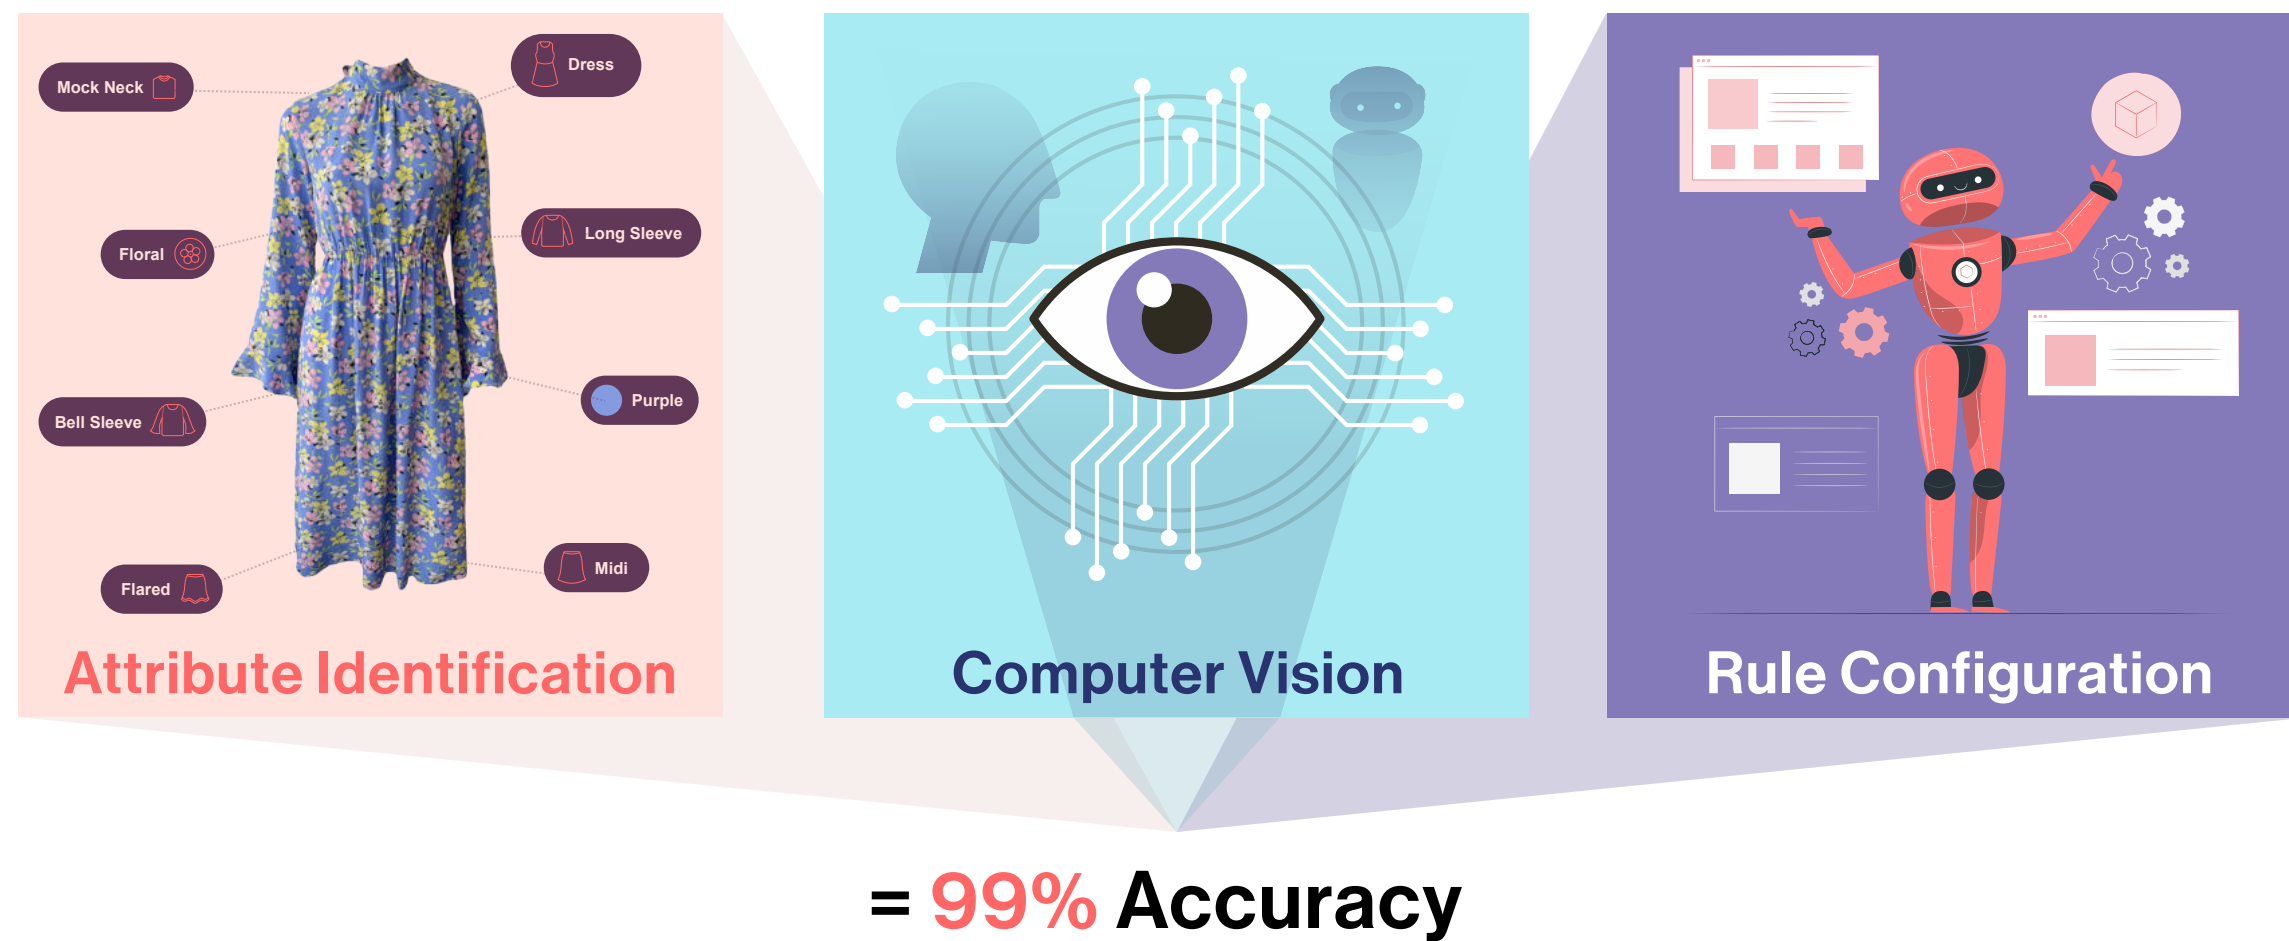 Mock Neck
Dress
Floral
Long Sleeve
Bell Sleeve
Purple
Flared
Midi
Attribute Identification
Computer Vision
Rule Configuration
= 99% Accuracy